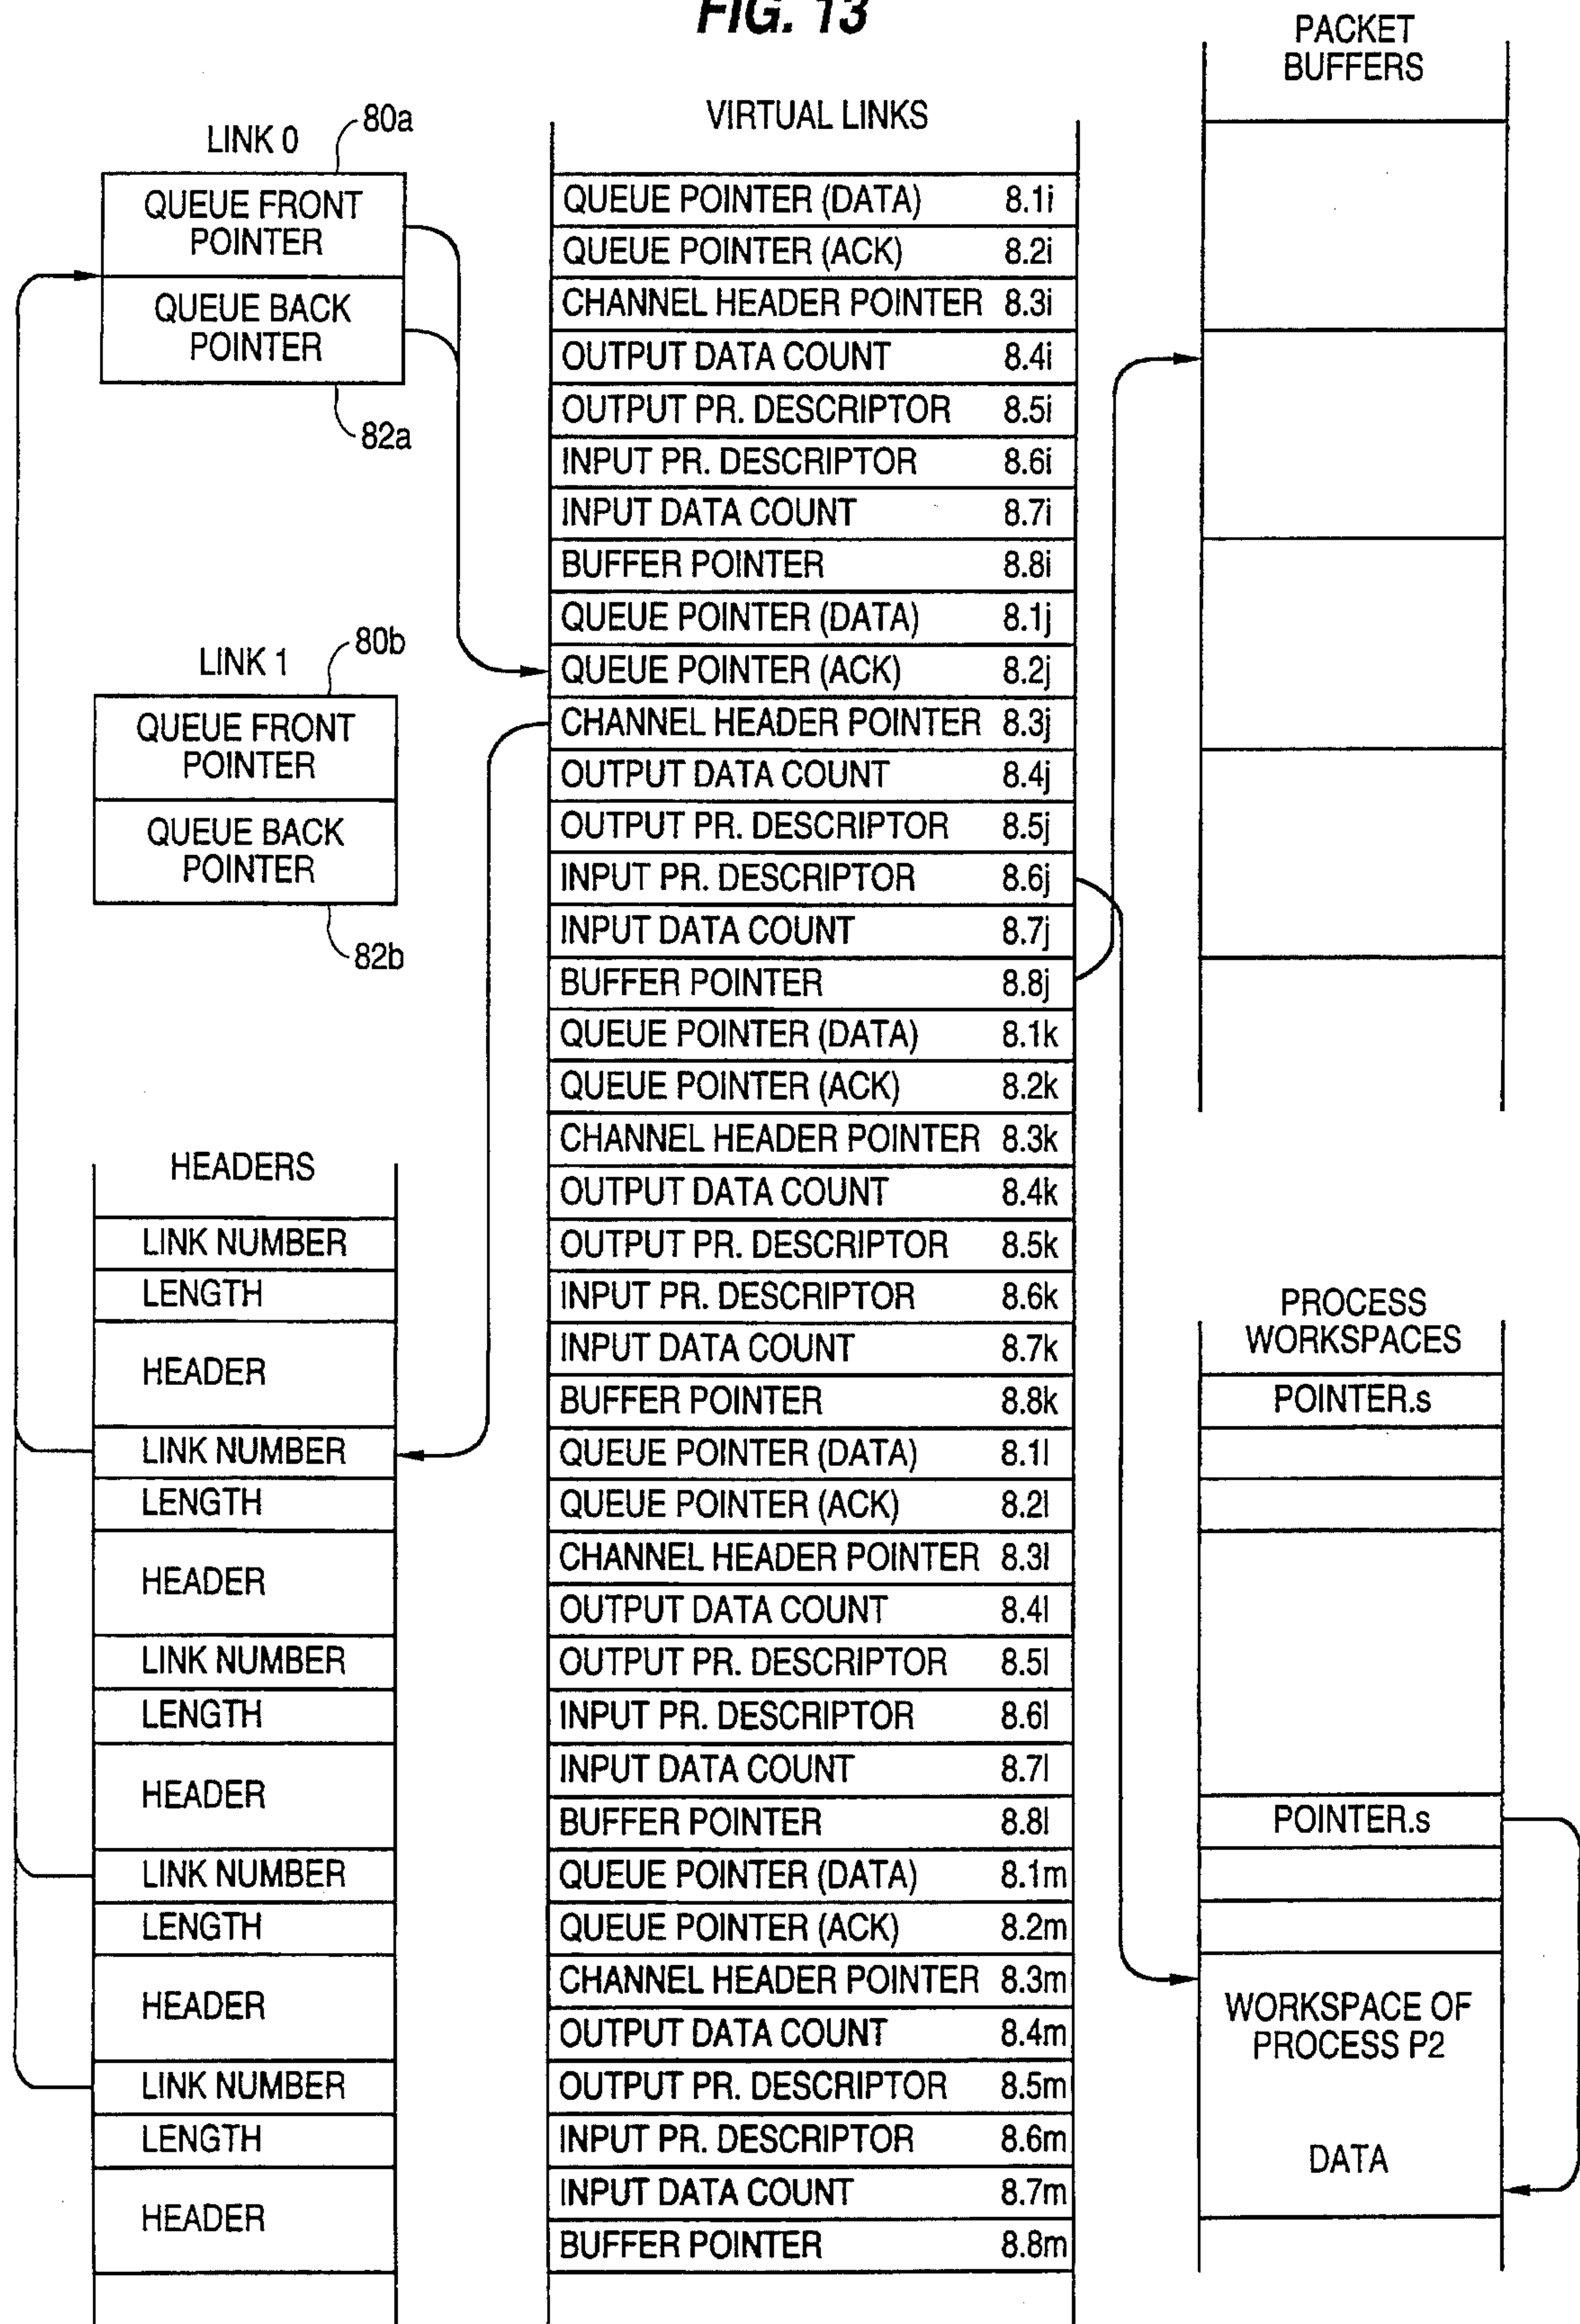 FIG. 13
LINK 0
80a
QUEUE FRONT
POINTER
QUEUE BACK
POINTER
82a
LINK 1
80b
QUEUE FRONT
POINTER
QUEUE BACK
POINTER
82b
HEADERS
LINK NUMBER
LENGTH
HEADER
LINK NUMBER
LENGTH
HEADER
LINK NUMBER
LENGTH
HEADER
LINK NUMBER
LENGTH
HEADER
LINK NUMBER
LENGTH
HEADER
VIRTUAL LINKS
QUEUE POINTER (DATA) 8.1i
QUEUE POINTER (ACK) 8.2i
CHANNEL HEADER POINTER 8.3i
OUTPUT DATA COUNT 8.4i
OUTPUT PR. DESCRIPTOR 8.5i
INPUT PR. DESCRIPTOR 8.6i
INPUT DATA COUNT 8.7i
BUFFER POINTER 8.8i
QUEUE POINTER (DATA) 8.1j
QUEUE POINTER (ACK) 8.2j
CHANNEL HEADER POINTER 8.3j
OUTPUT DATA COUNT 8.4j
OUTPUT PR. DESCRIPTOR 8.5j
INPUT PR. DESCRIPTOR 8.6j
INPUT DATA COUNT 8.7j
BUFFER POINTER 8.8j
QUEUE POINTER (DATA) 8.1k
QUEUE POINTER (ACK) 8.2k
CHANNEL HEADER POINTER 8.3k
OUTPUT DATA COUNT 8.4k
OUTPUT PR. DESCRIPTOR 8.5k
INPUT PR. DESCRIPTOR 8.6k
INPUT DATA COUNT 8.7k
BUFFER POINTER 8.8k
QUEUE POINTER (DATA) 8.1l
QUEUE POINTER (ACK) 8.2l
CHANNEL HEADER POINTER 8.3l
OUTPUT DATA COUNT 8.4l
OUTPUT PR. DESCRIPTOR 8.5l
INPUT PR. DESCRIPTOR 8.6l
INPUT DATA COUNT 8.7l
BUFFER POINTER 8.8l
QUEUE POINTER (DATA) 8.1m
QUEUE POINTER (ACK) 8.2m
CHANNEL HEADER POINTER 8.3m
OUTPUT DATA COUNT 8.4m
OUTPUT PR. DESCRIPTOR 8.5m
INPUT PR. DESCRIPTOR 8.6m
INPUT DATA COUNT 8.7m
BUFFER POINTER 8.8m
PACKET
BUFFERS
PROCESS
WORKSPACES
POINTER.s
POINTER.s
WORKSPACE OF
PROCESS P2
DATA